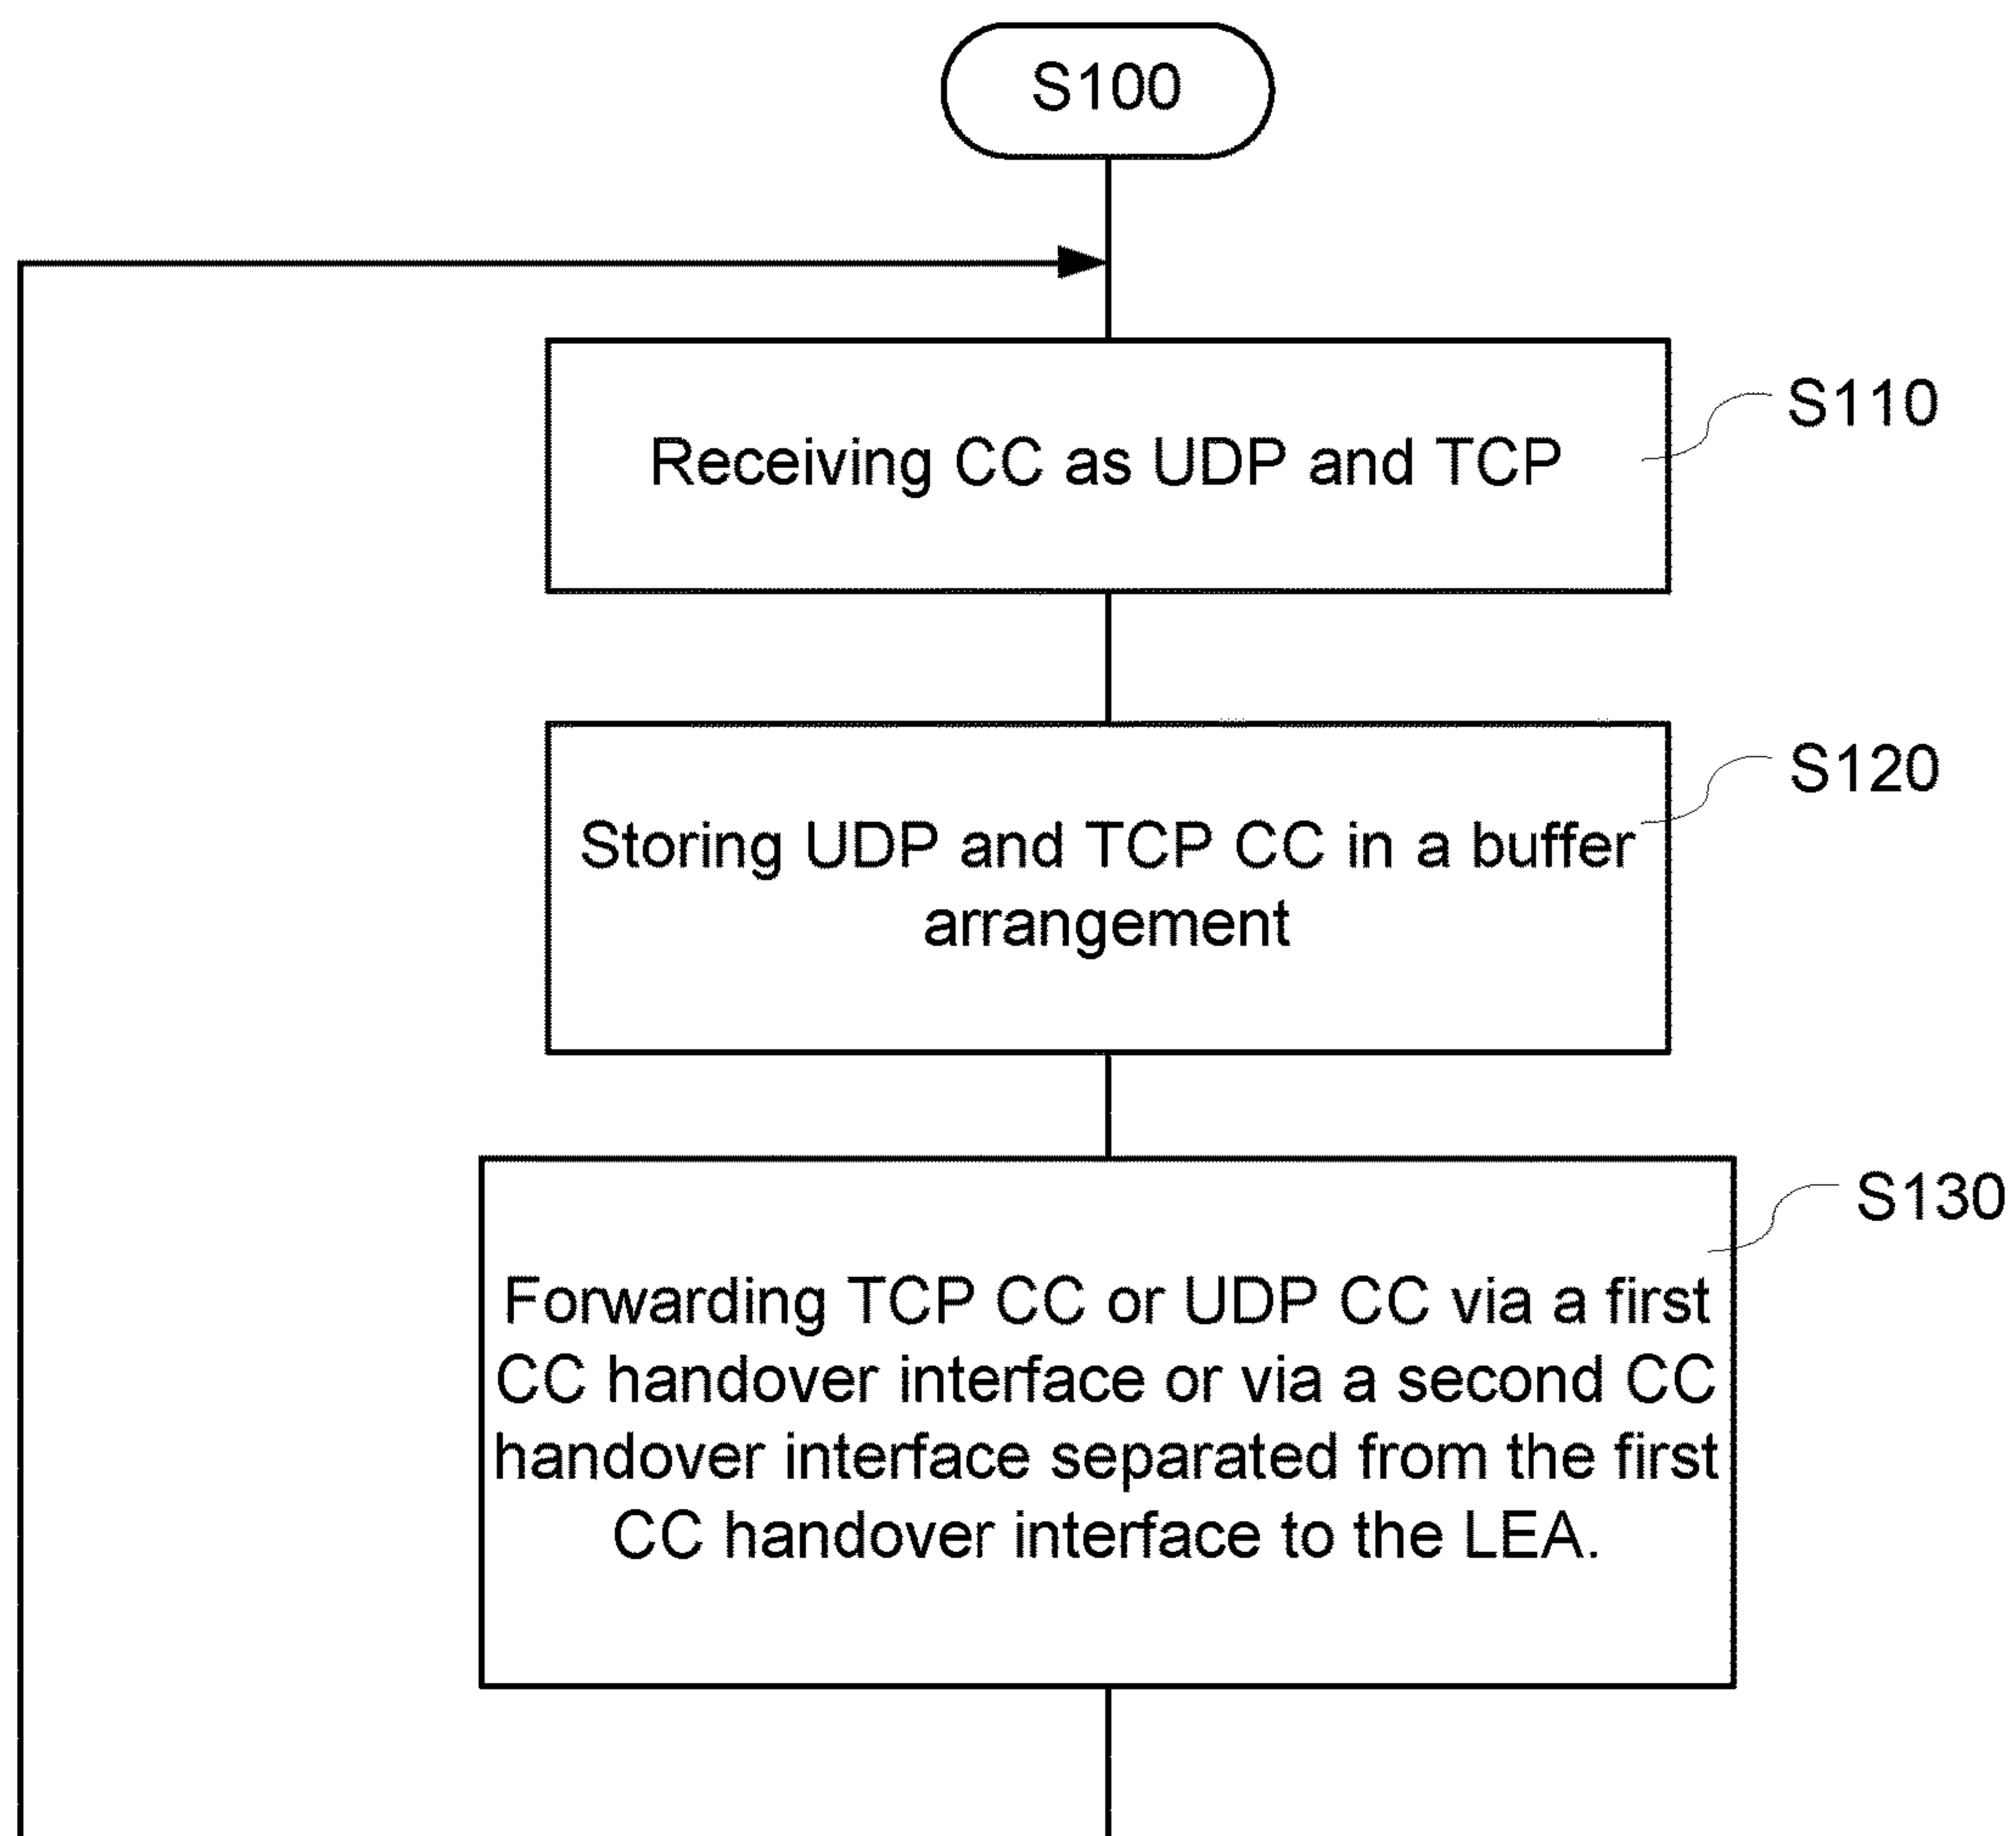 S100
Receiving CC as UDP and TCP
S110
Storing UDP and TCP CC in a buffer
arrangement
S120
Forwarding TCP CC or UDP CC via a first
CC handover interface or via a second CC
handover interface separated from the first
CC handover interface to the LEA.
S130